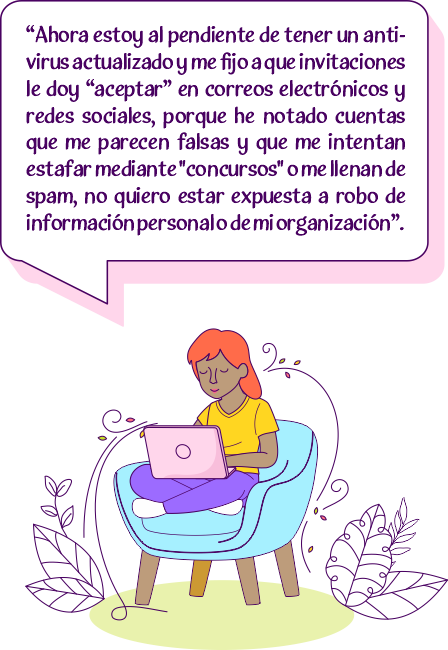 “Ahora estoy al pendiente de tener un anti-
virus actualizado y me fijo a que invitaciones
le doy “aceptar” en correos electrónicos y
redes sociales, porque he notado cuentas
que me parecen falsas y que me intentan
estafar mediante "concursos" o me llenan de
spam, no quiero estar expuesta a robo de
información personal o de mi organización”.